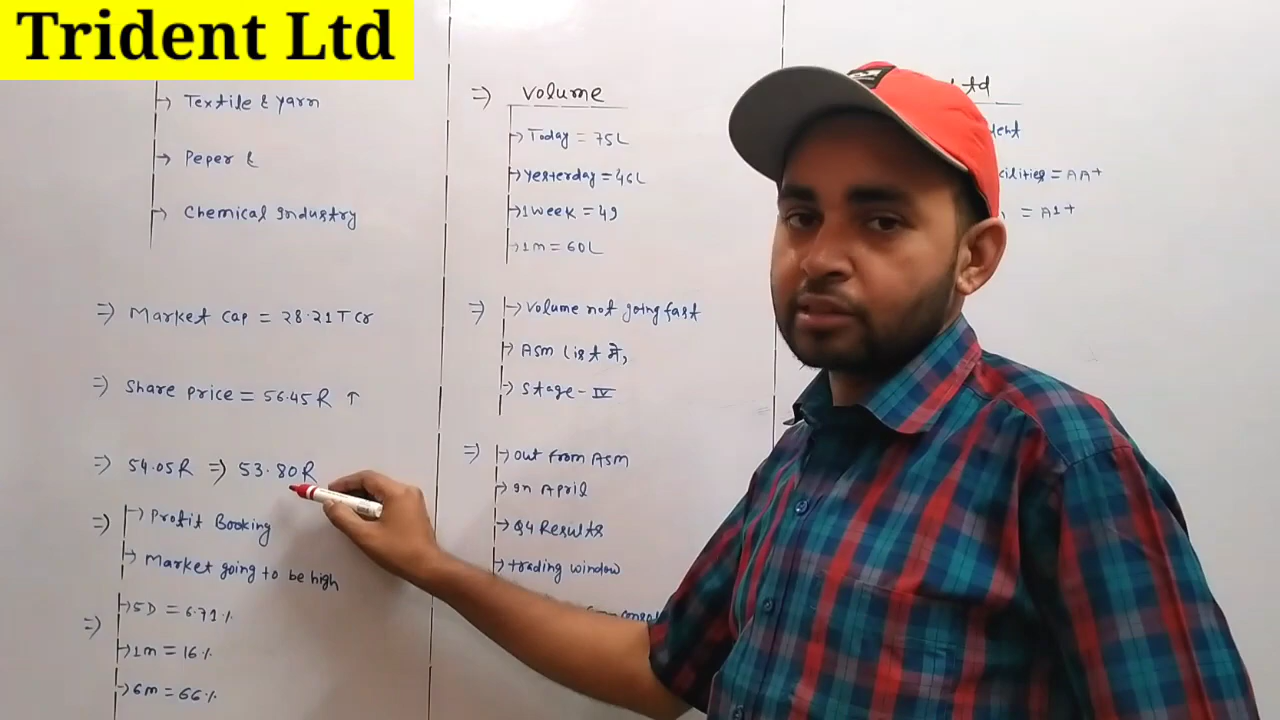 Trident Ltd
→ Textile & Yarn
→ Peper &
→ Chemical Industry
⇒ Market cap = 28.21 T Cr
⇒ Share price = 56.45 R ↑
⇒ 54.05 R ⇒ 53.80 R
⇒ → Profit Booking
→ Market going to be high
⇒ → 5D = 6.71%
→ 1m = 16%
→ 6m = 66%
⇒ Volume
→ Today = 75L
→ Yesterday = 46L
→ 1 week = 49
→ 1m = 60L
⇒ → Volume not going fast
→ ASM List में,
→ Stage - IV
⇒ → out from ASM
→ In April
→ Q4 Results
→ trading window
Ltd
= AA+
= A1+